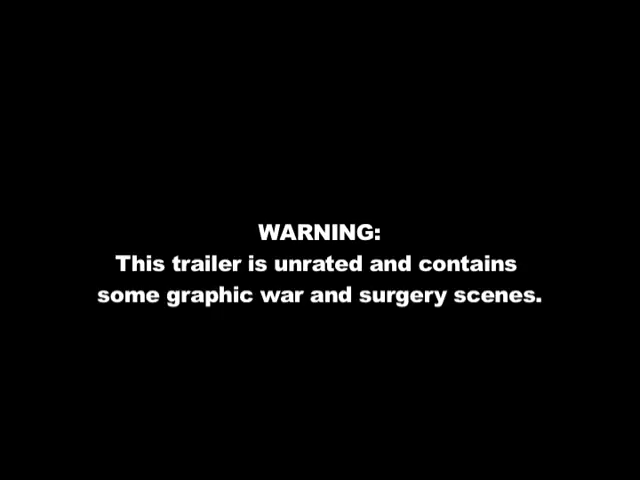 WARNING:
This trailer is unrated and contains
some graphic war and surgery scenes.